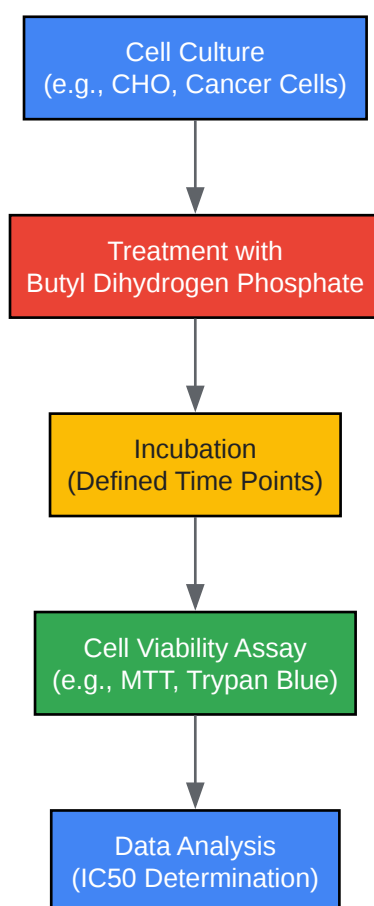 Cell Culture
(e.g., CHO, Cancer Cells)
Treatment with
Butyl Dihydrogen Phosphate
Incubation
(Defined Time Points)
Cell Viability Assay
(e.g., MTT, Trypan Blue)
Data Analysis
(IC50 Determination)